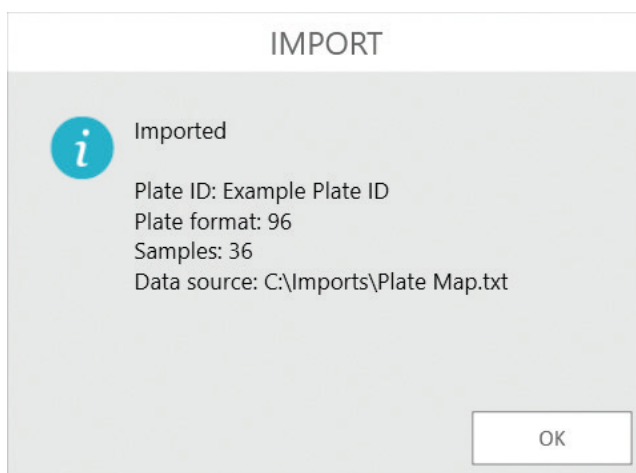 IMPORT
i
Imported
Plate ID: Example Plate ID
Plate format: 96
Samples: 36
Data source: C:\Imports\Plate Map.txt
OK